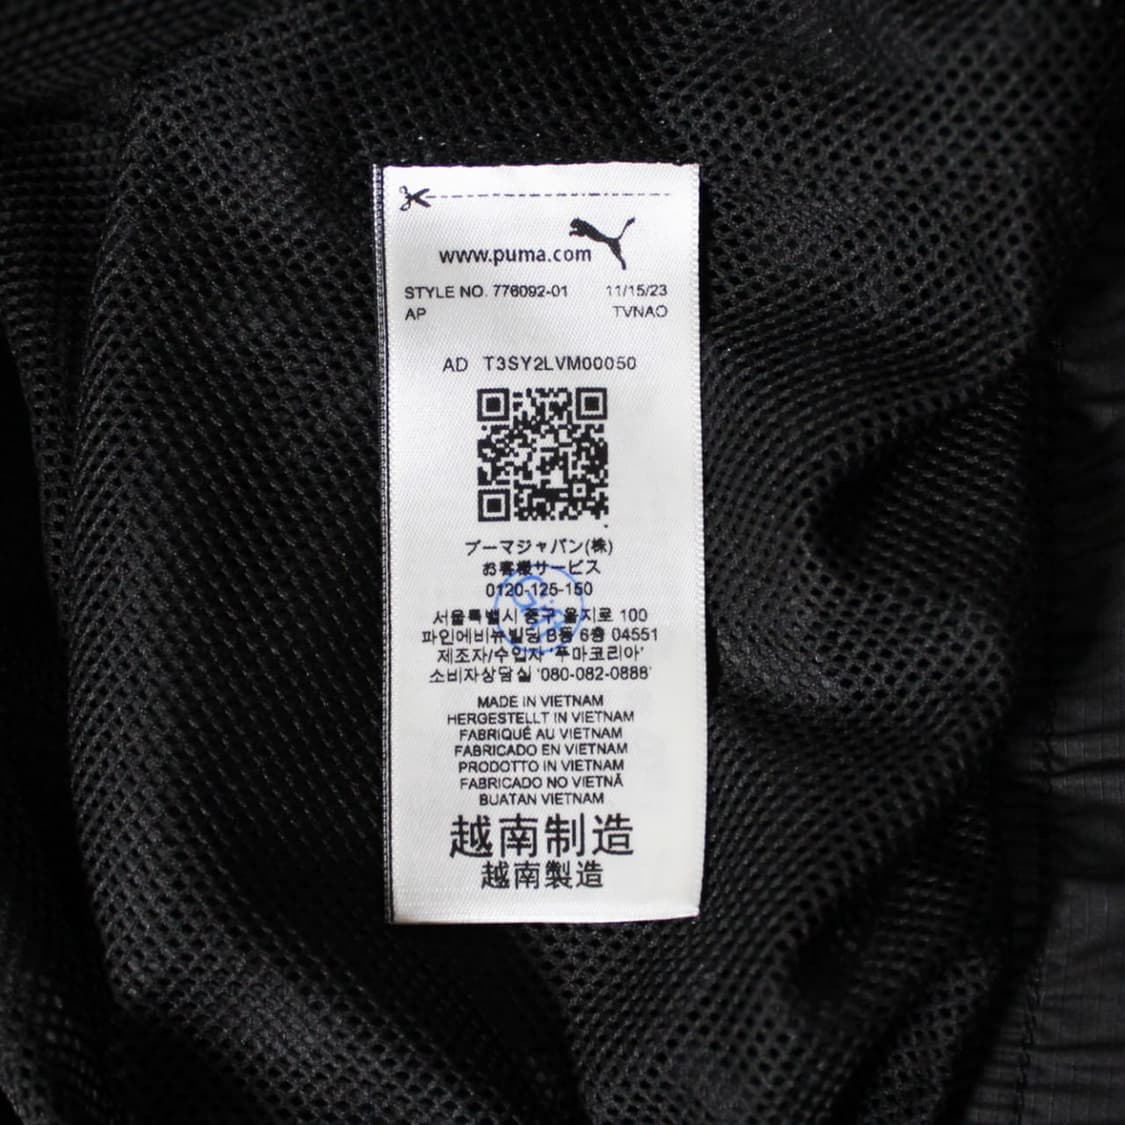 www.puma.com
STYLE NO. 776092-01 11/15/23
AP TVNAO
AD T3SY2LVM00050
プーマジャパン(株)
お客様サービス
0120-125-150
서울특별시 중구 을지로 100
파인에비뉴빌딩 B동 6층 04551
제조자/수입자 '푸마코리아'
소비자상담실 '080-082-0888'
MADE IN VIETNAM
HERGESTELLT IN VIETNAM
FABRIQUÉ AU VIETNAM
FABRICADO EN VIETNAM
PRODOTTO IN VIETNAM
FABRICADO NO VIETNÃ
BUATAN VIETNAM
越南制造
越南製造